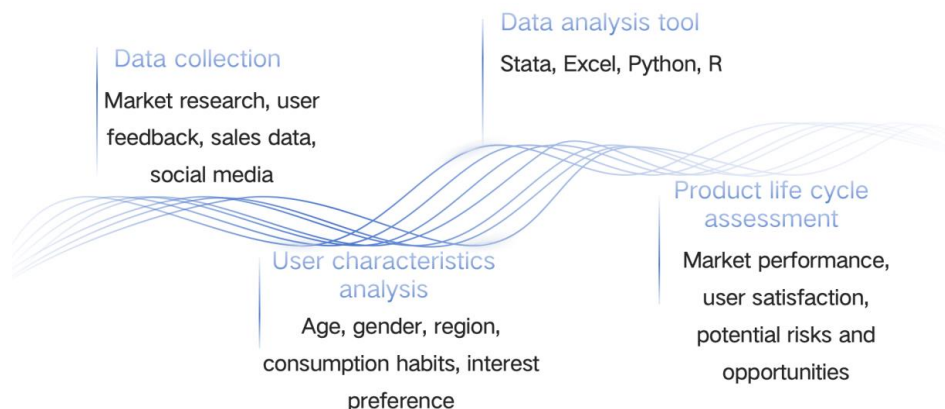 Data collection
Market research, user
feedback, sales data,
social media
User characteristics
analysis
Age, gender, region,
consumption habits, interest
preference
Data analysis tool
Stata, Excel, Python, R
Product life cycle
assessment
Market performance,
user satisfaction,
potential risks and
opportunities